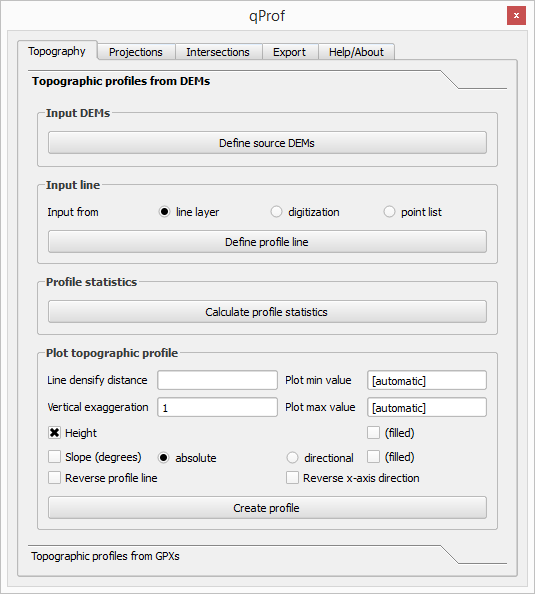 qProf
x
Topography Projections Intersections Export Help/About
Topographic profiles from DEMs
Input DEMs
Define source DEMs
Input line
Input from line layer digitization point list
Define profile line
Profile statistics
Calculate profile statistics
Plot topographic profile
Line densify distance Plot min value [automatic]
Vertical exaggeration 1 Plot max value [automatic]
Height (filled)
Slope (degrees) absolute directional (filled)
Reverse profile line Reverse x-axis direction
Create profile
Topographic profiles from GPXs